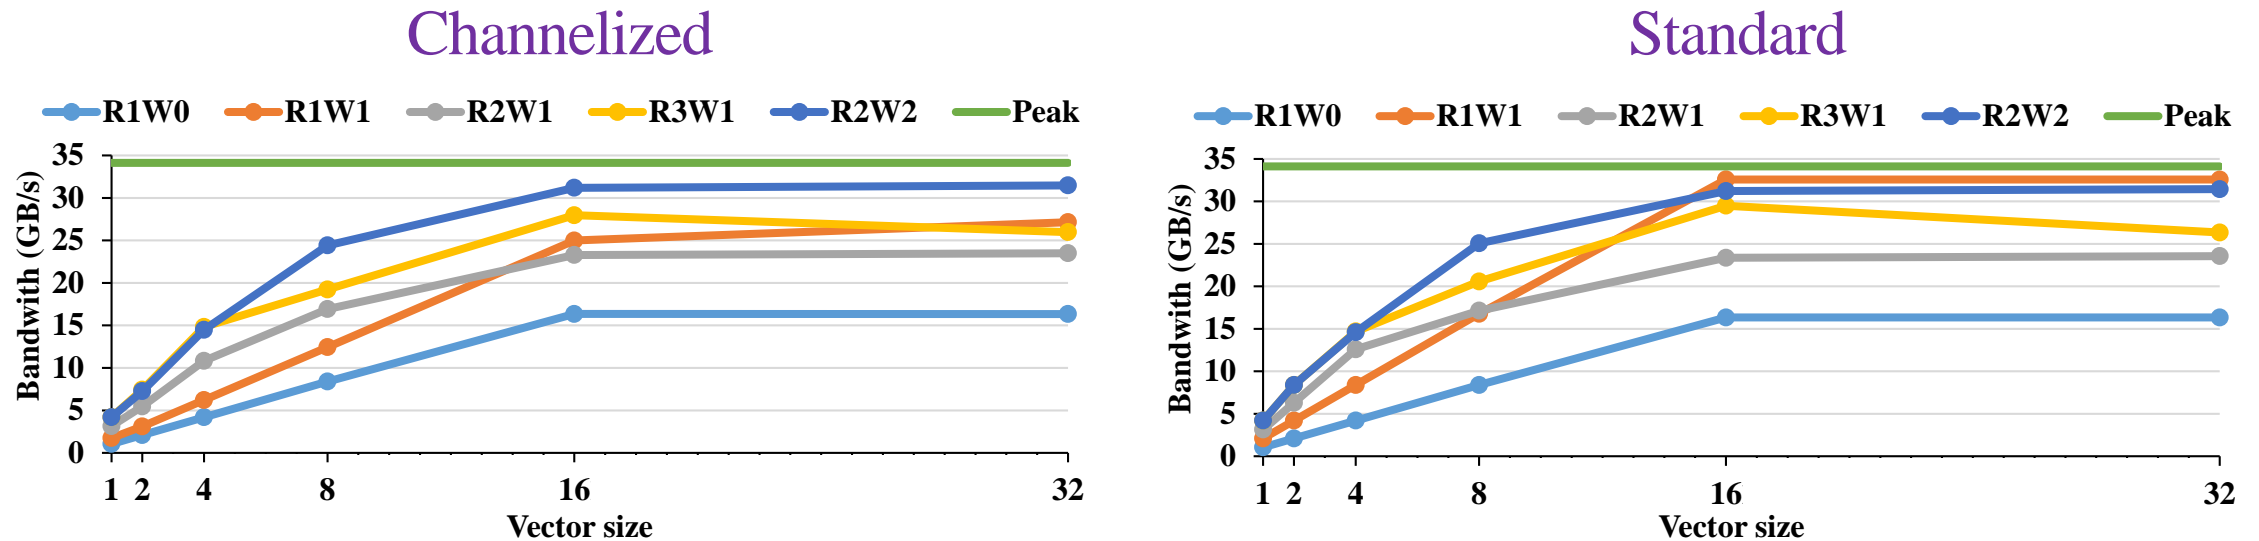 Channelized
R1W0 R1W1 R2W1 R3W1 R2W2 Peak
Bandwith (GB/s)
35
30
25
20
15
10
5
0
1 2 4 8 16 32
Vector size
Standard
R1W0 R1W1 R2W1 R3W1 R2W2 Peak
Bandwith (GB/s)
35
30
25
20
15
10
5
0
1 2 4 8 16 32
Vector size